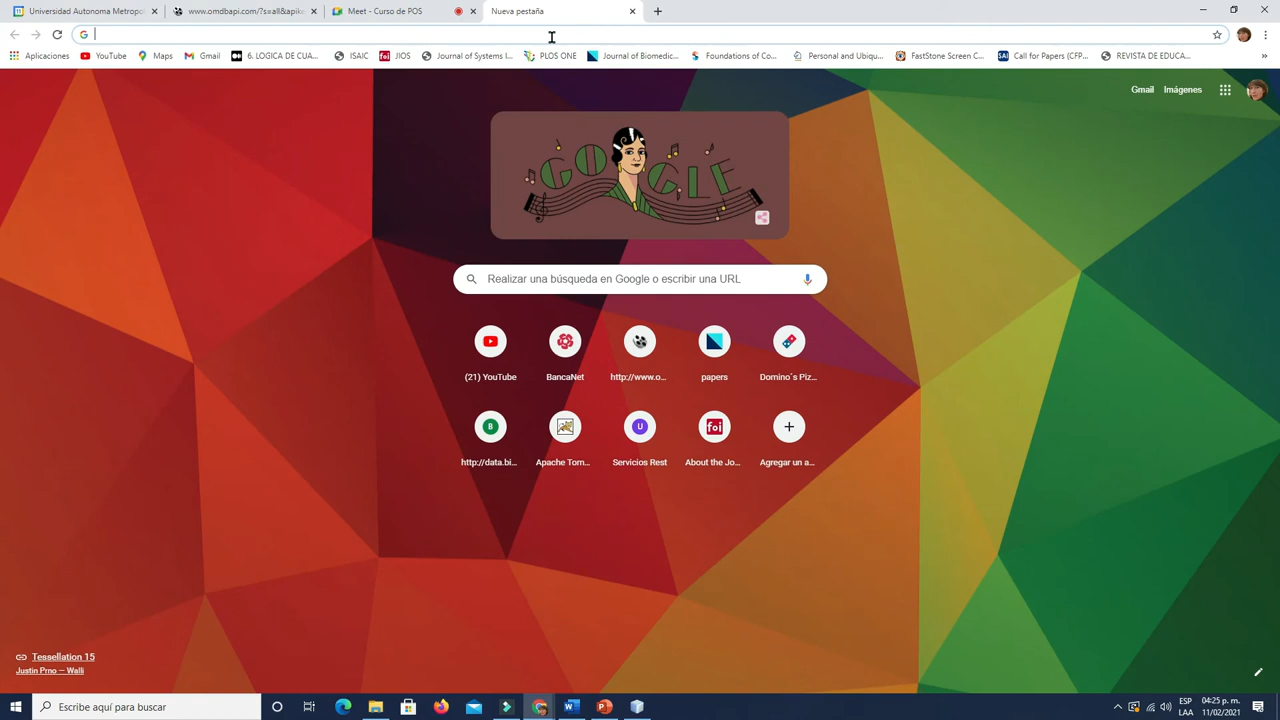 Universidad Autonoma Metropol
www.omdbapi.com/?s=all&apik
Meet - Curso de POS
Nueva pestaña
Aplicaciones
YouTube
Maps
Gmail
6. LOGICA DE CUA...
ISAIC
JIOS
Journal of Systems I...
PLOS ONE
Journal of Biomedic...
Foundations of Co...
Personal and Ubiqu...
FastStone Screen C...
Call for Papers (CFP...
REVISTA DE EDUCA...
»
Gmail
Imágenes
GOOGLE
Realizar una búsqueda en Google o escribir una URL
(21) YouTube
BancaNet
http://www.o...
papers
Domino´s Piz...
B
U
foi
http://data.bi...
Apache Tom...
Servicios Rest
About the Jo...
Agregar un a...
Tessellation 15
Justin Prno — Walli
Escribe aquí para buscar
ESP
LAA
04:25 p. m.
11/02/2021